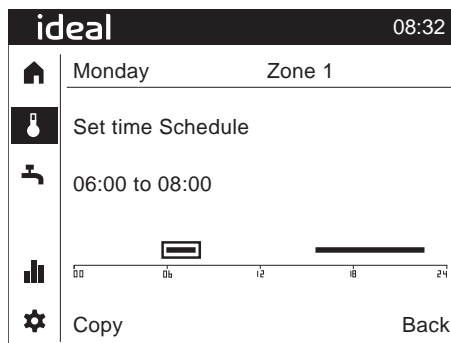 ideal 08:32
Monday Zone 1
Set time Schedule
06:00 to 08:00
00 06 12 18 24
Copy Back